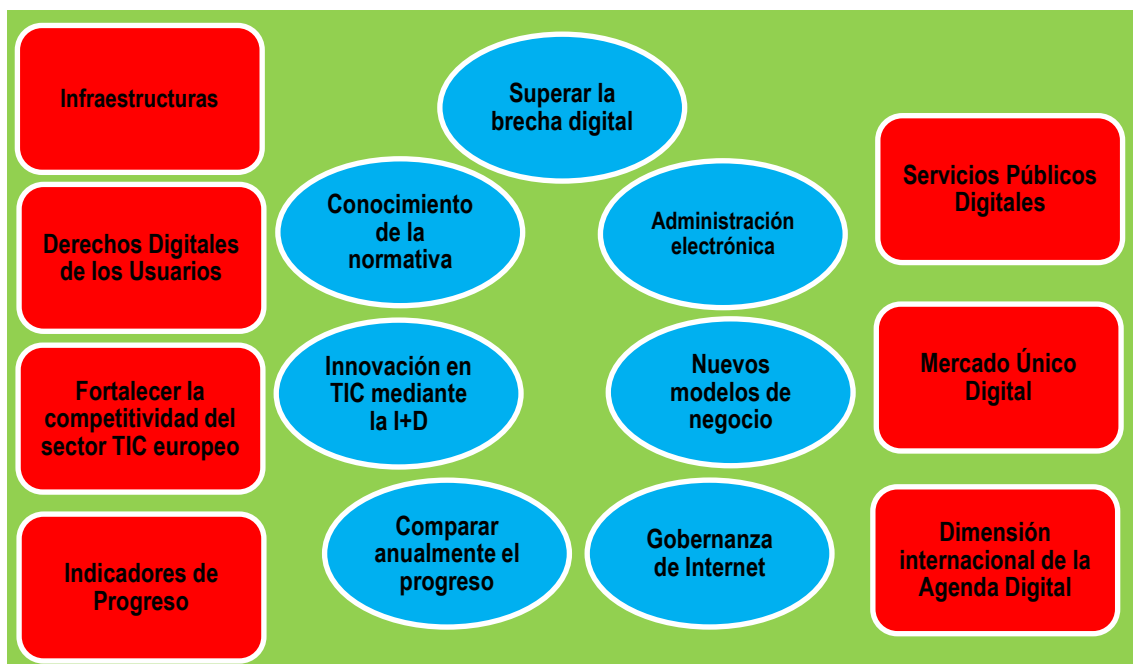 Infraestructuras
Superar la
brecha digital
Servicios Públicos
Digitales
Conocimiento
de la
normativa
Administración
electrónica
Derechos Digitales
de los Usuarios
Fortalecer la
competitividad del
sector TIC europeo
Innovación en
TIC mediante
la I+D
Nuevos
modelos de
negocio
Mercado Único
Digital
Indicadores de
Progreso
Comparar
anualmente el
progreso
Gobernanza
de Internet
Dimensión
internacional de la
Agenda Digital